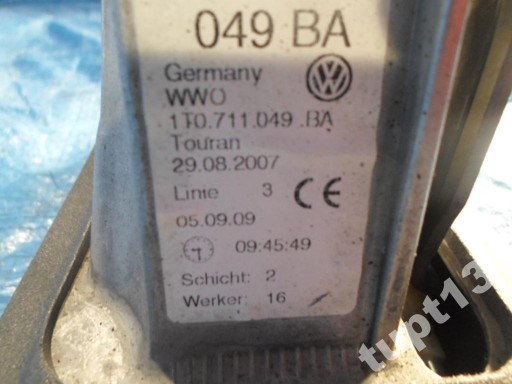 049 BA
Germany
WWO
1T0.711.049 .BA
Touran
29.08.2007
Linie 3 CE
05.09.09
09:45:49
Schicht: 2
Werker: 16
tupt13